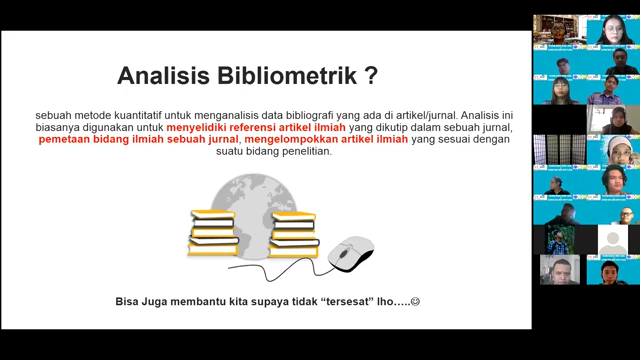 Analisis Bibliometrik ?
sebuah metode kuantitatif untuk menganalisis data bibliografi yang ada di artikel/jurnal. Analisis ini
biasanya digunakan untuk menyelidiki referensi artikel ilmiah yang dikutip dalam sebuah jurnal,
pemetaan bidang ilmiah sebuah jurnal, mengelompokkan artikel ilmiah yang sesuai dengan
suatu bidang penelitian.
Bisa Juga membantu kita supaya tidak “tersesat” lho…..☺